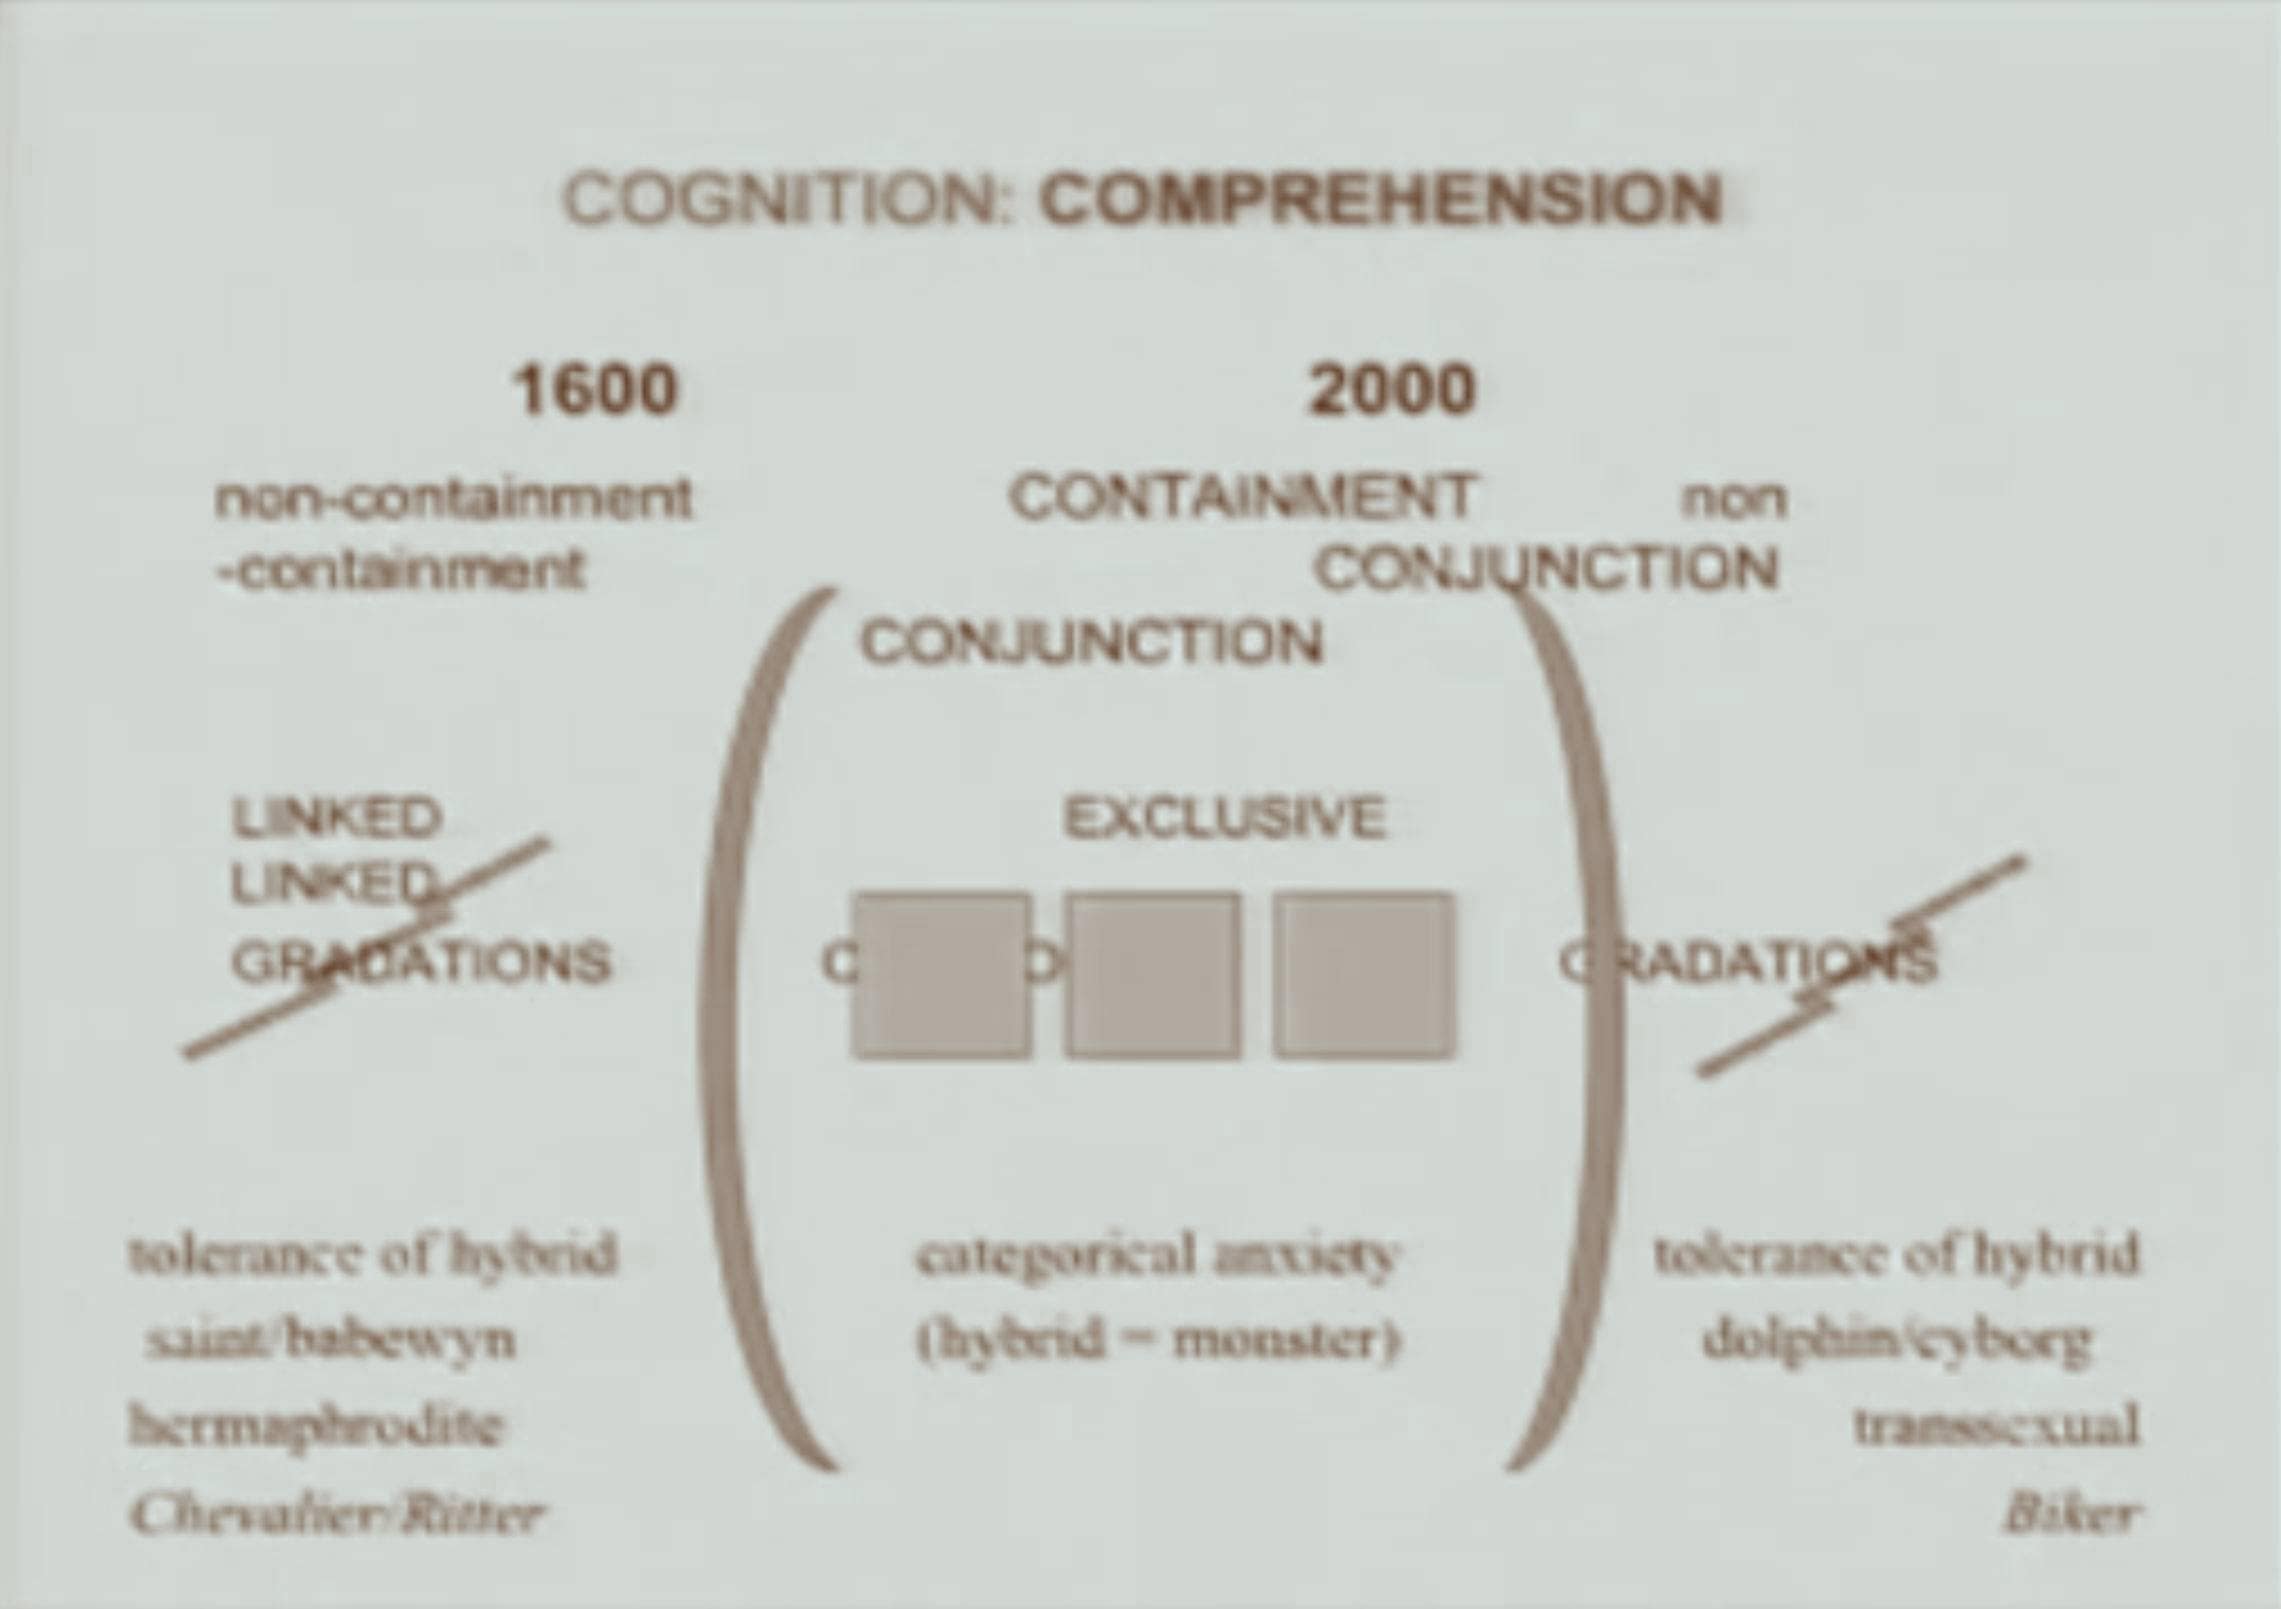 COGNITION: COMPREHENSION
1600 2000
non-containment CONTAINMENT non
-containment CONJUNCTION
CONJUNCTION
LINKED EXCLUSIVE
LINKED
GRADATIONS GRADATIONS
tolerance of hybrid categorical anxiety tolerance of hybrid
saint/babewyn (hybrid = monster) dolphin/cyborg
hermaphrodite transsexual
Chevalier/Ritter Biker